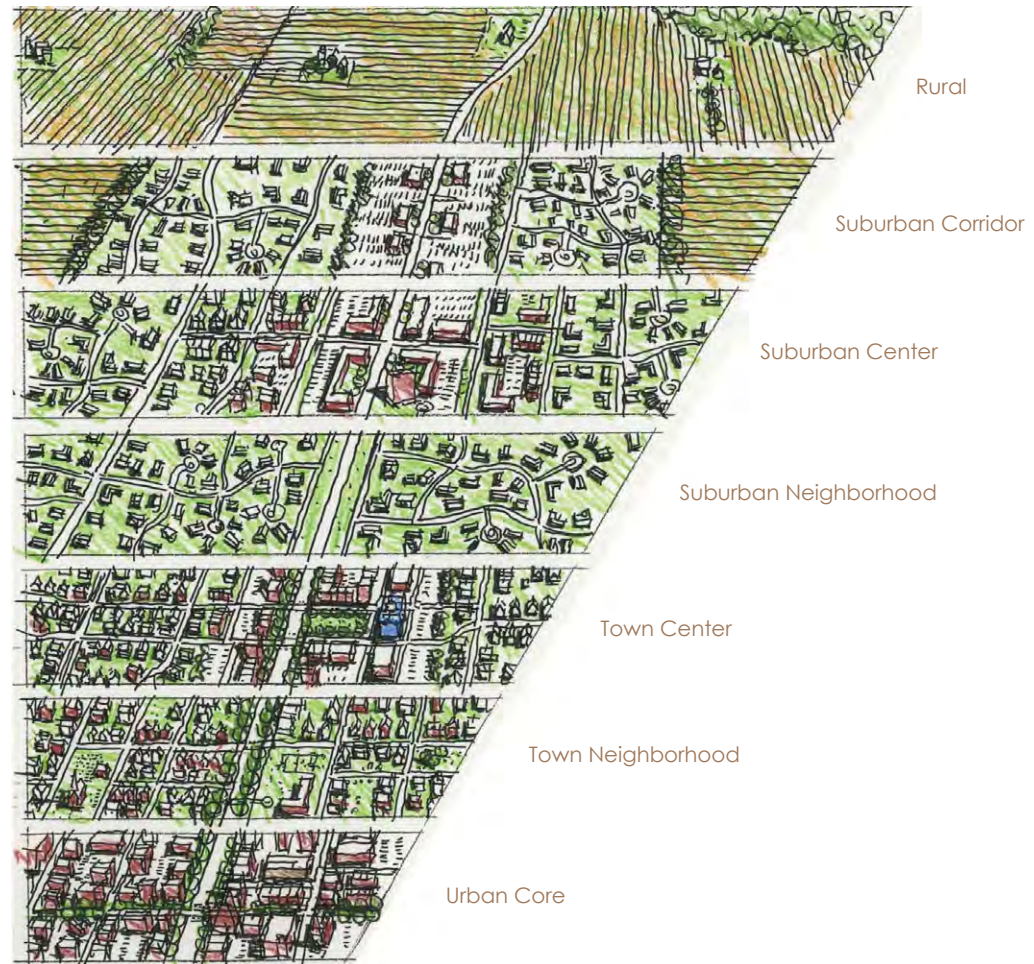 Rural
Suburban Corridor
Suburban Center
Suburban Neighborhood
Town Center
Town Neighborhood
Urban Core